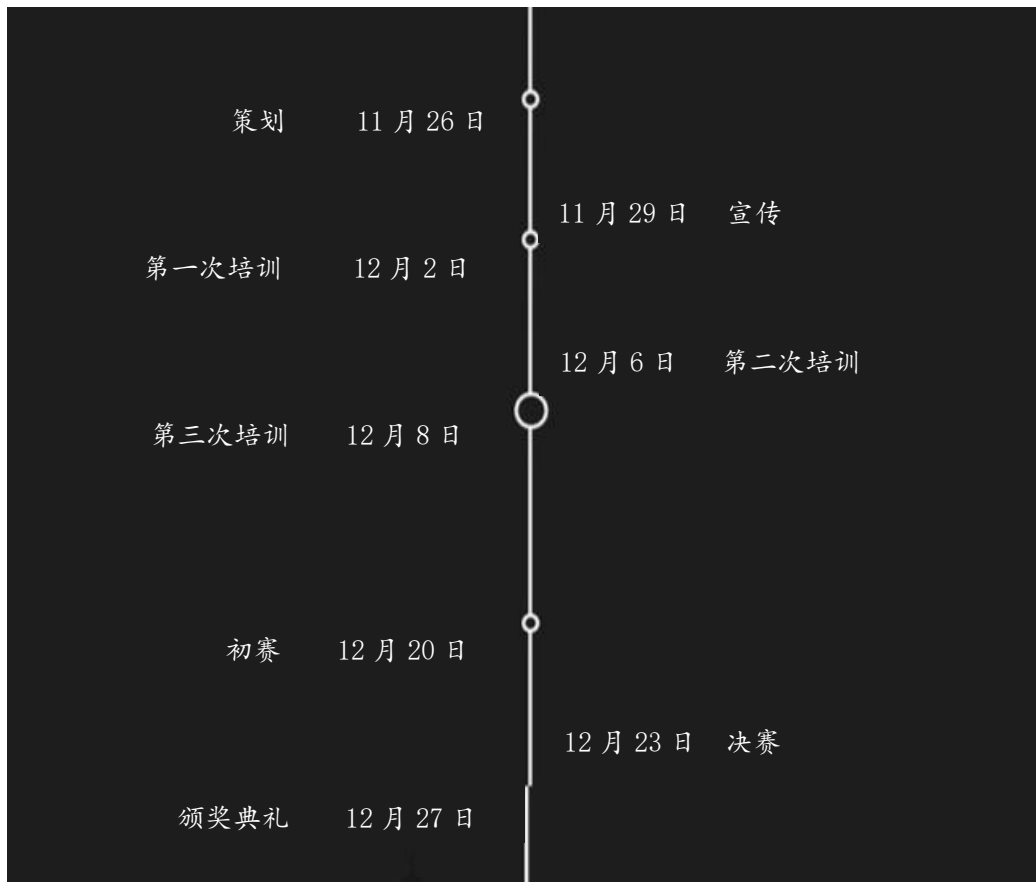 策划 11 月 26 日
11 月 29 日 宣传
第一次培训 12 月 2 日
12 月 6 日 第二次培训
第三次培训 12 月 8 日
初赛 12 月 20 日
12 月 23 日 决赛
颁奖典礼 12 月 27 日